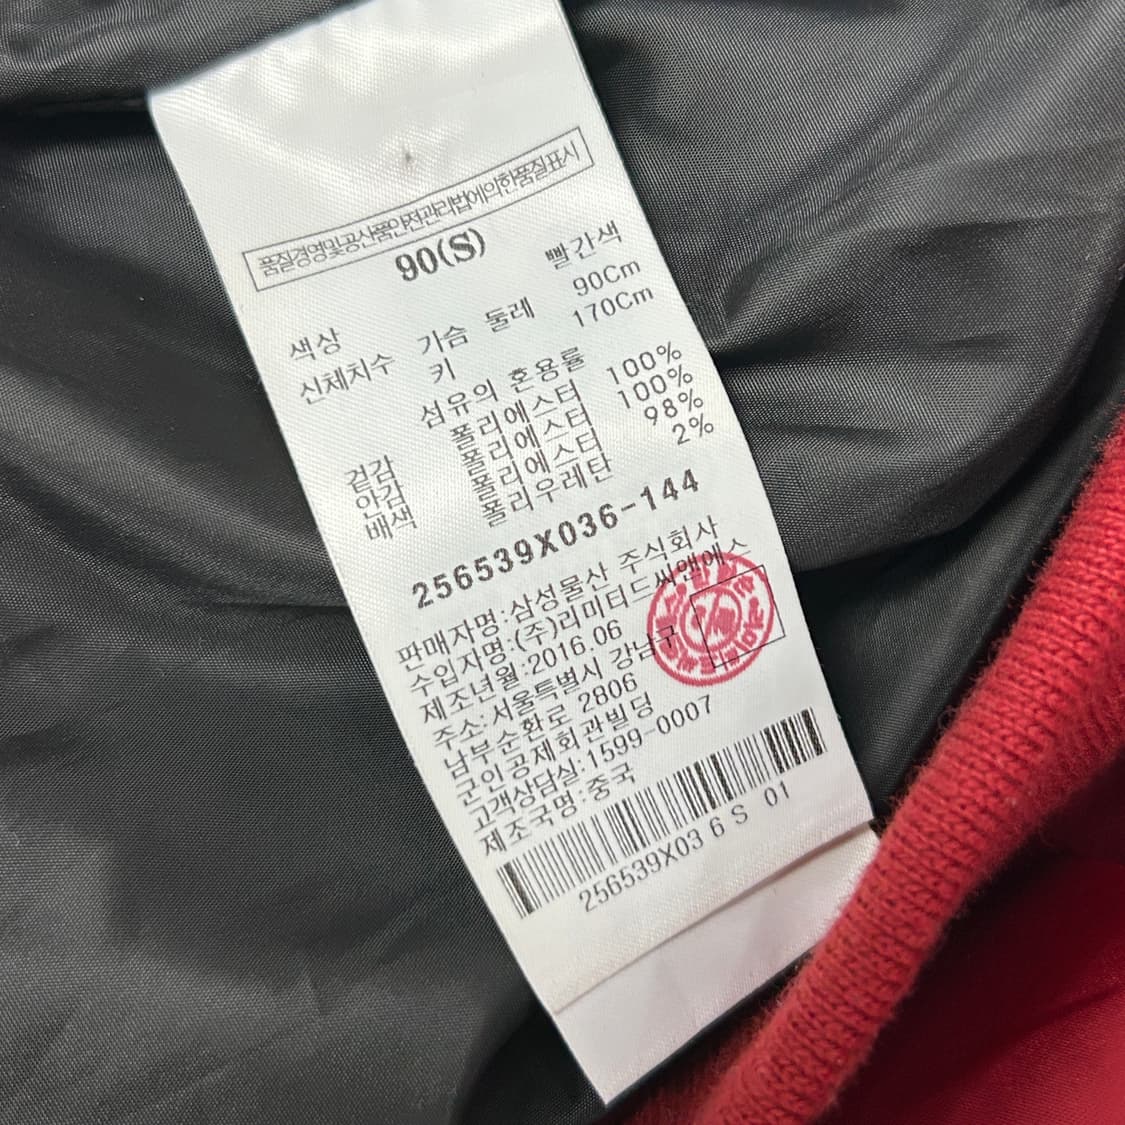 품질경영및공산품안전관리법에의한품질표시
90(S)
색상 빨간색
신체치수 가슴 둘레 90Cm
키 170Cm
섬유의 혼용률
겉감 폴리에스터 100%
안감 폴리에스터 100%
배색 폴리에스터 98%
폴리우레탄 2%
256539X036-144
판매자명:삼성물산 주식회사
수입자명:(주)리미티드씨앤에스
제조년월:2016.06
주소:서울특별시 강남구
남부순환로 2806
군인공제회관빌딩
고객상담실:1599-0007
제조국명:중국
256539X03 6 S 01